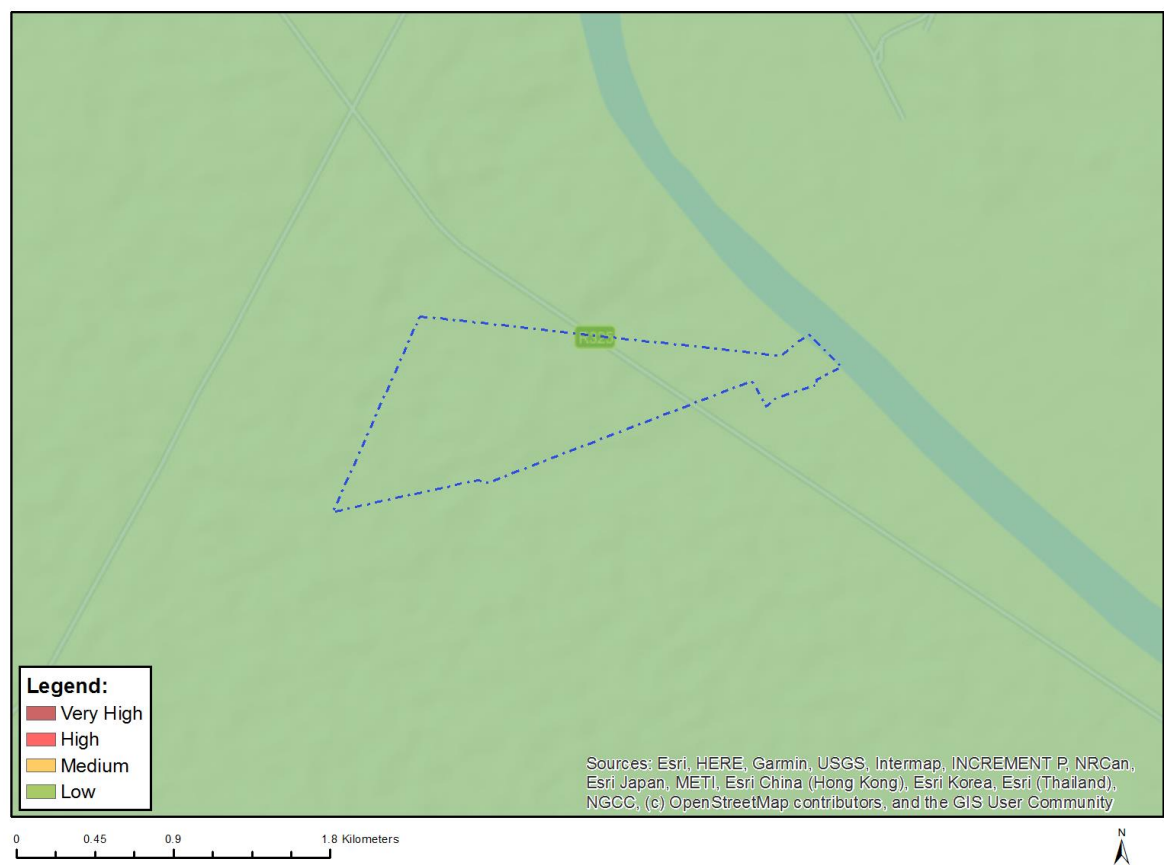 Legend:
Very High
High
Medium
Low
Sources: Esri, HERE, Garmin, USGS, Intermap, INCREMENT P, NRCan,
Esri Japan, METI, Esri China (Hong Kong), Esri Korea, Esri (Thailand),
NGCC, (c) OpenStreetMap contributors, and the GIS User Community
0 0.45 0.9 1.8 Kilometers
N